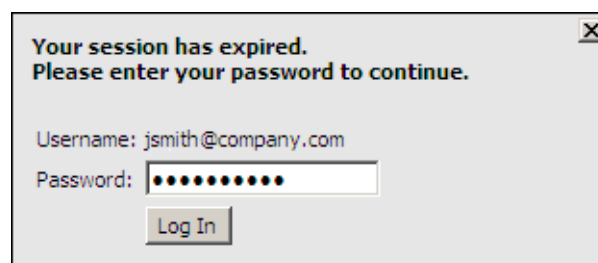 Your session has expired.
Please enter your password to continue.
Username: jsmith@company.com
Password: ●●●●●●●●●●
Log In